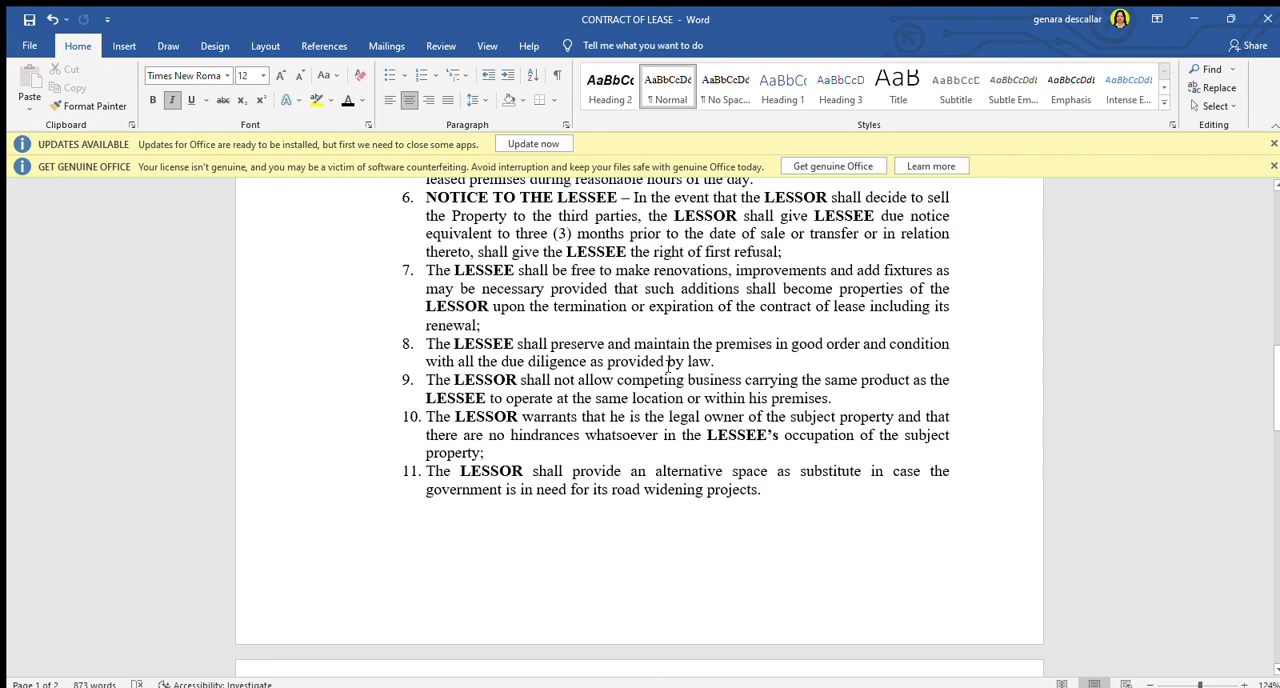 CONTRACT OF LEASE - Word
genara descallar
File Home Insert Draw Design Layout References Mailings Review View Help Tell me what you want to do Share
Paste
Cut
Copy
Format Painter
Clipboard
Times New Roma 12
Font
Paragraph
AaBbCc Heading 2
AaBbCcDc ¶ Normal
AaBbCcDc ¶ No Spac...
AaBbCc Heading 1
AaBbCcDc Heading 3
AaB Title
AaBbCcD Subtitle
AaBbCcDdl Subtle Em...
AaBbCcDdl Emphasis
AaBbCcDdl Intense E...
Styles
Find
Replace
Select
Editing
UPDATES AVAILABLE Updates for Office are ready to be installed, but first we need to close some apps. Update now
GET GENUINE OFFICE Your license isn't genuine, and you may be a victim of software counterfeiting. Avoid interruption and keep your files safe with genuine Office today. Get genuine Office Learn more
leased premises during reasonable hours of the day.
6. NOTICE TO THE LESSEE – In the event that the LESSOR shall decide to sell
the Property to the third parties, the LESSOR shall give LESSEE due notice
equivalent to three (3) months prior to the date of sale or transfer or in relation
thereto, shall give the LESSEE the right of first refusal;
7. The LESSEE shall be free to make renovations, improvements and add fixtures as
may be necessary provided that such additions shall become properties of the
LESSOR upon the termination or expiration of the contract of lease including its
renewal;
8. The LESSEE shall preserve and maintain the premises in good order and condition
with all the due diligence as provided by law.
9. The LESSOR shall not allow competing business carrying the same product as the
LESSEE to operate at the same location or within his premises.
10. The LESSOR warrants that he is the legal owner of the subject property and that
there are no hindrances whatsoever in the LESSEE’s occupation of the subject
property;
11. The LESSOR shall provide an alternative space as substitute in case the
government is in need for its road widening projects.
Page 1 of 2 873 words Accessibility: Investigate 124%